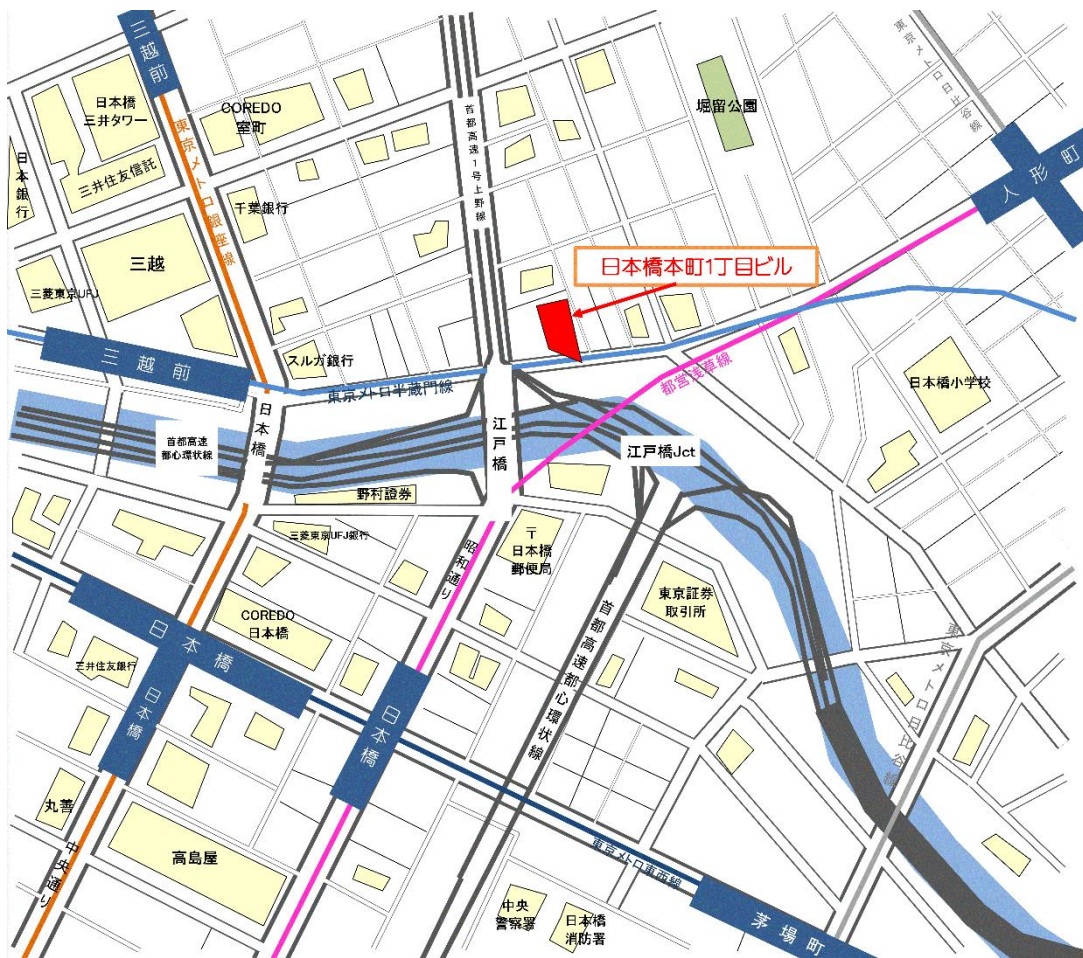 三越前
東京メトロ日比谷線
日本橋
三井タワー
COREDO
室町
首都高速1号上野線
堀留公園
日本銀行
三井住友信託
東京メトロ銀座線
千葉銀行
人形町
三越
日本橋本町1丁目ビル
三菱東京UFJ
三越前
スルガ銀行
東京メトロ半蔵門線
都営浅草線
日本橋小学校
日本橋
江戸橋
首都高速
都心環状線
江戸橋Jct
野村證券
三菱東京UFJ銀行
昭和通り
〒
日本橋
郵便局
東京証券
取引所
首都高速都心環状線
COREDO
日本橋
日本橋
三井住友銀行
日本橋
日本橋
東京メトロ日比谷線
丸善
中央通り
高島屋
東京メトロ東西線
中央
警察署
日本橋
消防署
茅場町